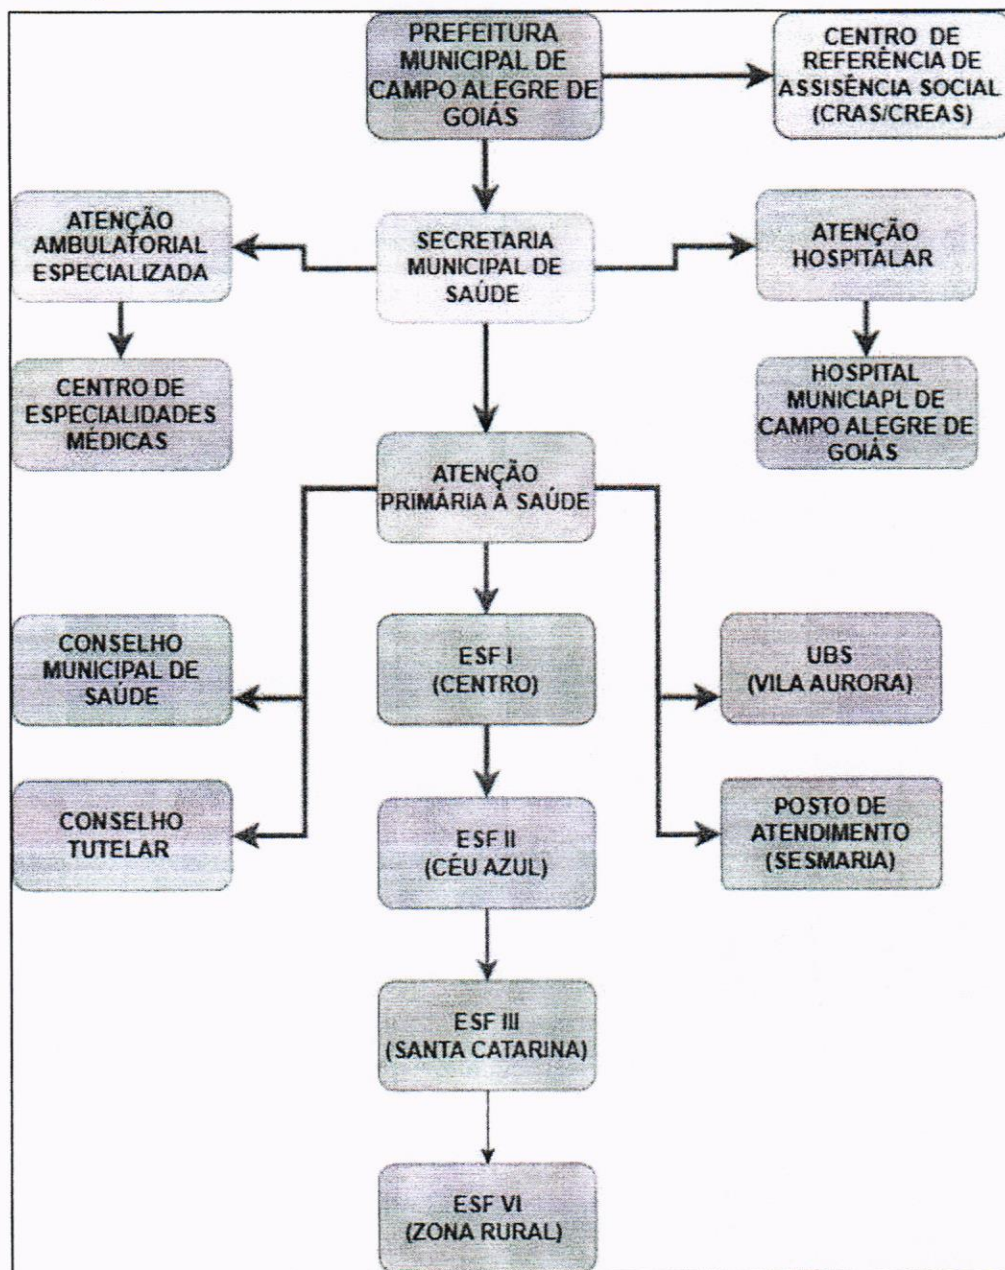 PREFEITURA
MUNICIPAL DE
CAMPO ALEGRE DE
GOIÁS
CENTRO DE
REFERÊNCIA DE
ASSISÊNCIA SOCIAL
(CRAS/CREAS)
ATENÇÃO
AMBULATORIAL
ESPECIALIZADA
SECRETARIA
MUNICIPAL DE
SAÚDE
ATENÇÃO
HOSPITALAR
CENTRO DE
ESPECIALIDADES
MÉDICAS
HOSPITAL
MUNICIAPL DE
CAMPO ALEGRE DE
GOIÁS
ATENÇÃO
PRIMÁRIA À SAÚDE
CONSELHO
MUNICIPAL DE
SAÚDE
ESF I
(CENTRO)
UBS
(VILA AURORA)
CONSELHO
TUTELAR
ESF II
(CÉU AZUL)
POSTO DE
ATENDIMENTO
(SESMARIA)
ESF III
(SANTA CATARINA)
ESF VI
(ZONA RURAL)